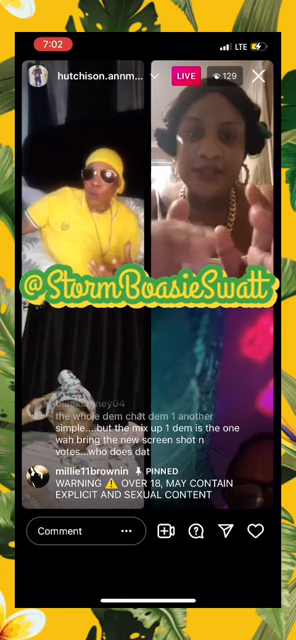 7:02
LTE
hutchison.annm...
LIVE
129
@StormBoasieSwatt
the whole dem chat dem 1 another
simple....but the mix up 1 dem is the one
wah bring the new screen shot n
votes...who does dat
millie11brownin PINNED
WARNING ⚠ OVER 18, MAY CONTAIN
EXPLICIT AND SEXUAL CONTENT
Comment